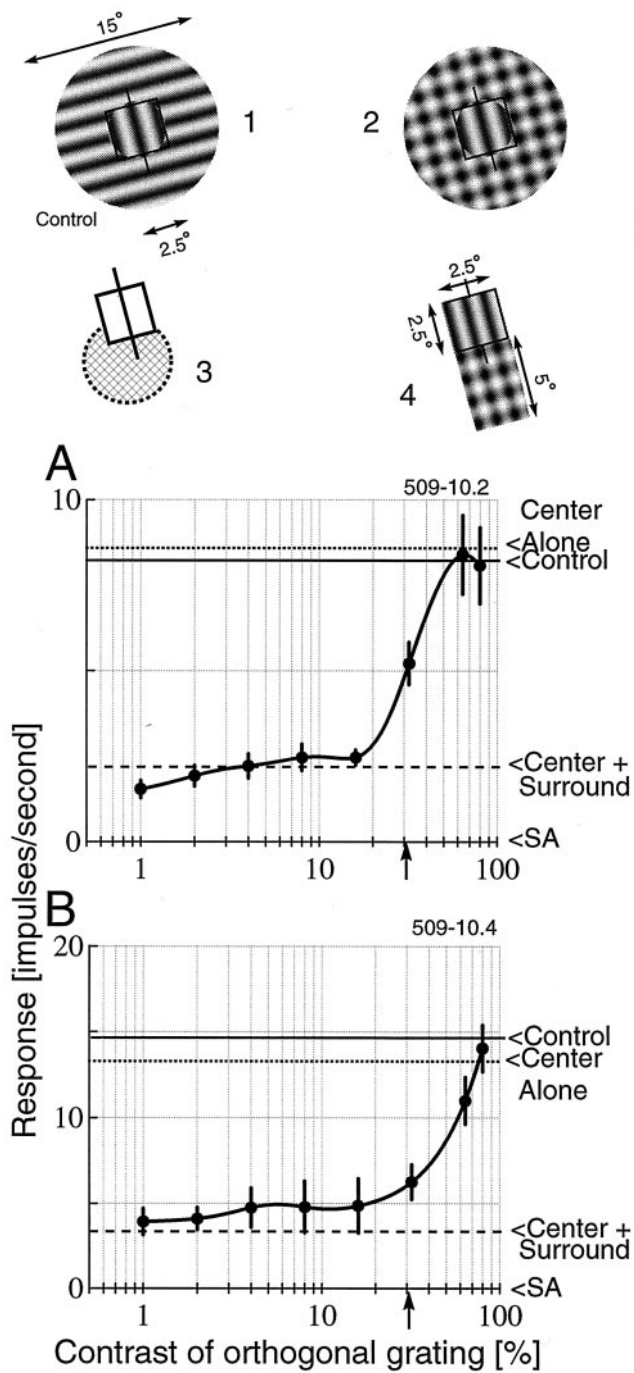 15°
1
2
Control
2.5°
2.5°
2.5°
5°
3
4
A
509-10.2
10
Center
<Alone
<Control
<Center +
Surround
0
<SA
1
10
100
B
509-10.4
20
<Control
<Center
Alone
10
<Center +
Surround
0
<SA
1
10
100
Response [impulses/second]
Contrast of orthogonal grating [%]